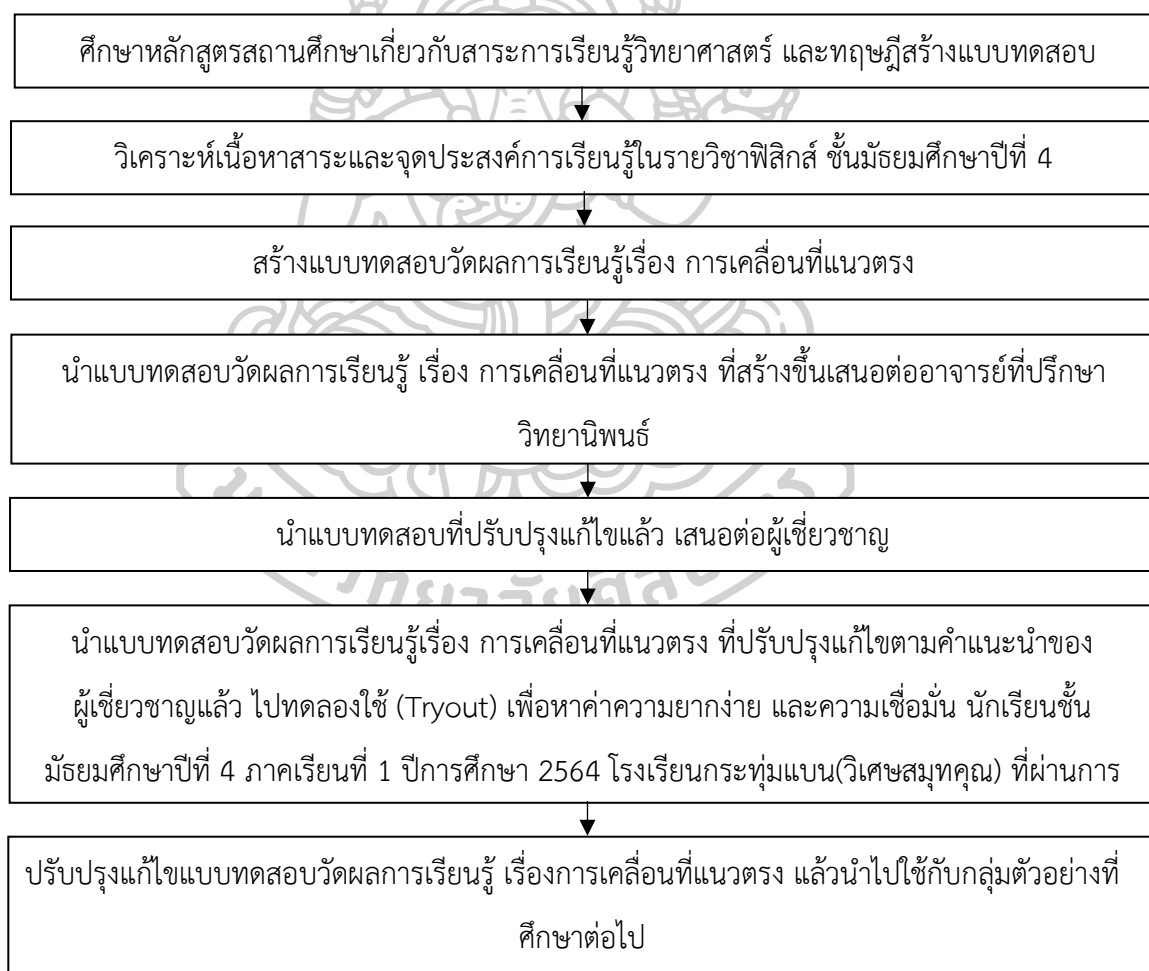 ศึกษาหลักสูตรสถานศึกษาเกี่ยวกับสาระการเรียนรู้วิทยาศาสตร์ และทฤษฎีสร้างแบบทดสอบ
วิเคราะห์เนื้อหาสาระและจุดประสงค์การเรียนรู้ในรายวิชาฟิสิกส์ ชั้นมัธยมศึกษาปีที่ 4
สร้างแบบทดสอบวัดผลการเรียนรู้เรื่อง การเคลื่อนที่แนวตรง
นำแบบทดสอบวัดผลการเรียนรู้ เรื่อง การเคลื่อนที่แนวตรง ที่สร้างขึ้นเสนอต่ออาจารย์ที่ปรึกษา
วิทยานิพนธ์
นำแบบทดสอบที่ปรับปรุงแก้ไขแล้ว เสนอต่อผู้เชี่ยวชาญ
นำแบบทดสอบวัดผลการเรียนรู้เรื่อง การเคลื่อนที่แนวตรง ที่ปรับปรุงแก้ไขตามคำแนะนำของ
ผู้เชี่ยวชาญแล้ว ไปทดลองใช้ (Tryout) เพื่อหาค่าความยากง่าย และความเชื่อมั่น นักเรียนชั้น
มัธยมศึกษาปีที่ 4 ภาคเรียนที่ 1 ปีการศึกษา 2564 โรงเรียนกระทุ่มแบน(วิเศษสมุทคุณ) ที่ผ่านการ
ปรับปรุงแก้ไขแบบทดสอบวัดผลการเรียนรู้ เรื่องการเคลื่อนที่แนวตรง แล้วนำไปใช้กับกลุ่มตัวอย่างที่
ศึกษาต่อไป